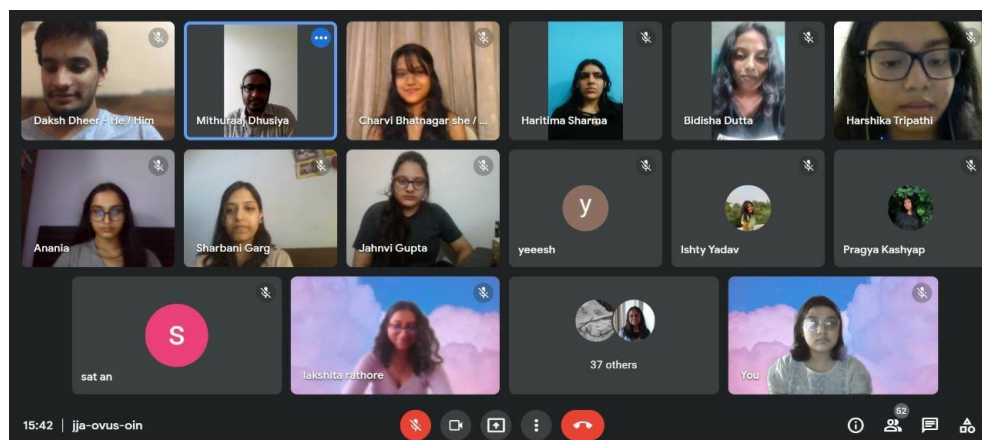 Daksh Dheer - He / Him
Mithuraaj Dhusiya
Charvi Bhatnagar she / ...
Haritima Sharma
Bidisha Dutta
Harshika Tripathi
Anania
Sharbani Garg
Jahnvi Gupta
y
yeeesh
Ishty Yadav
Pragya Kashyap
S
sat an
lakshita rathore
37 others
You
15:42 | jja-ovus-oin
52